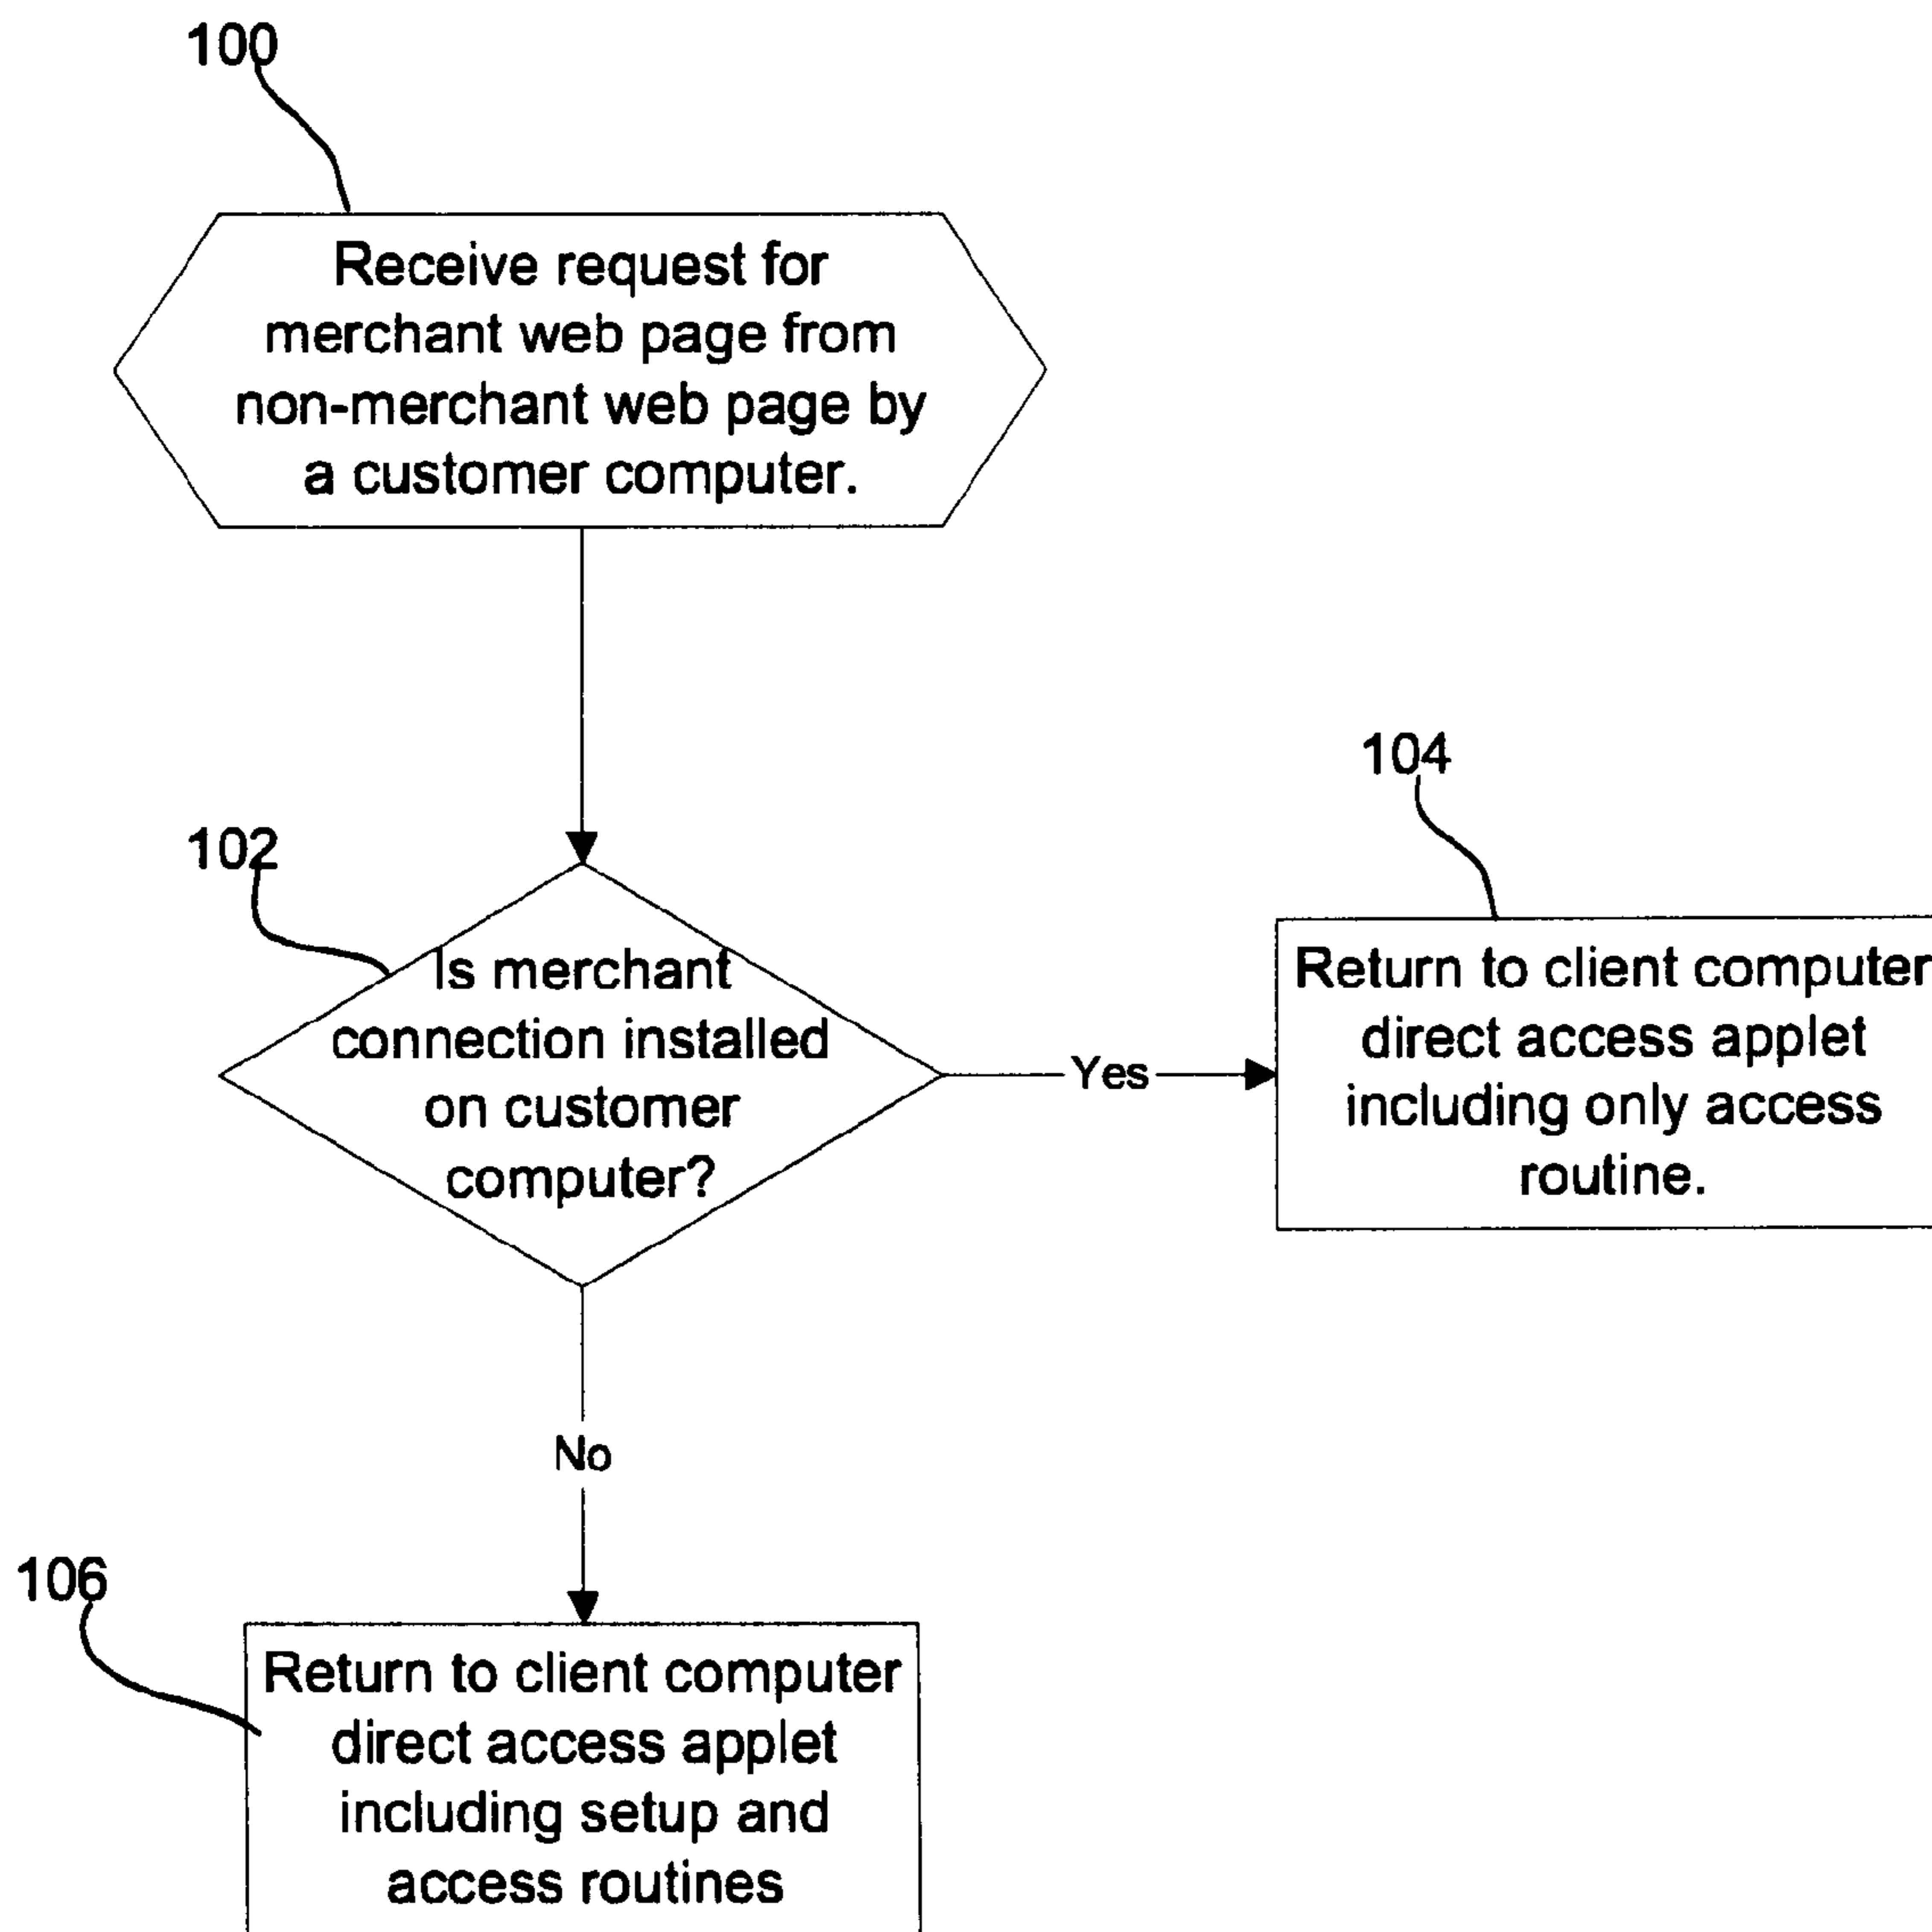 100
Receive request for
merchant web page from
non-merchant web page by
a customer computer.
102
Is merchant
connection installed
on customer
computer?
Yes
104
Return to client computer
direct access applet
including only access
routine.
No
106
Return to client computer
direct access applet
including setup and
access routines